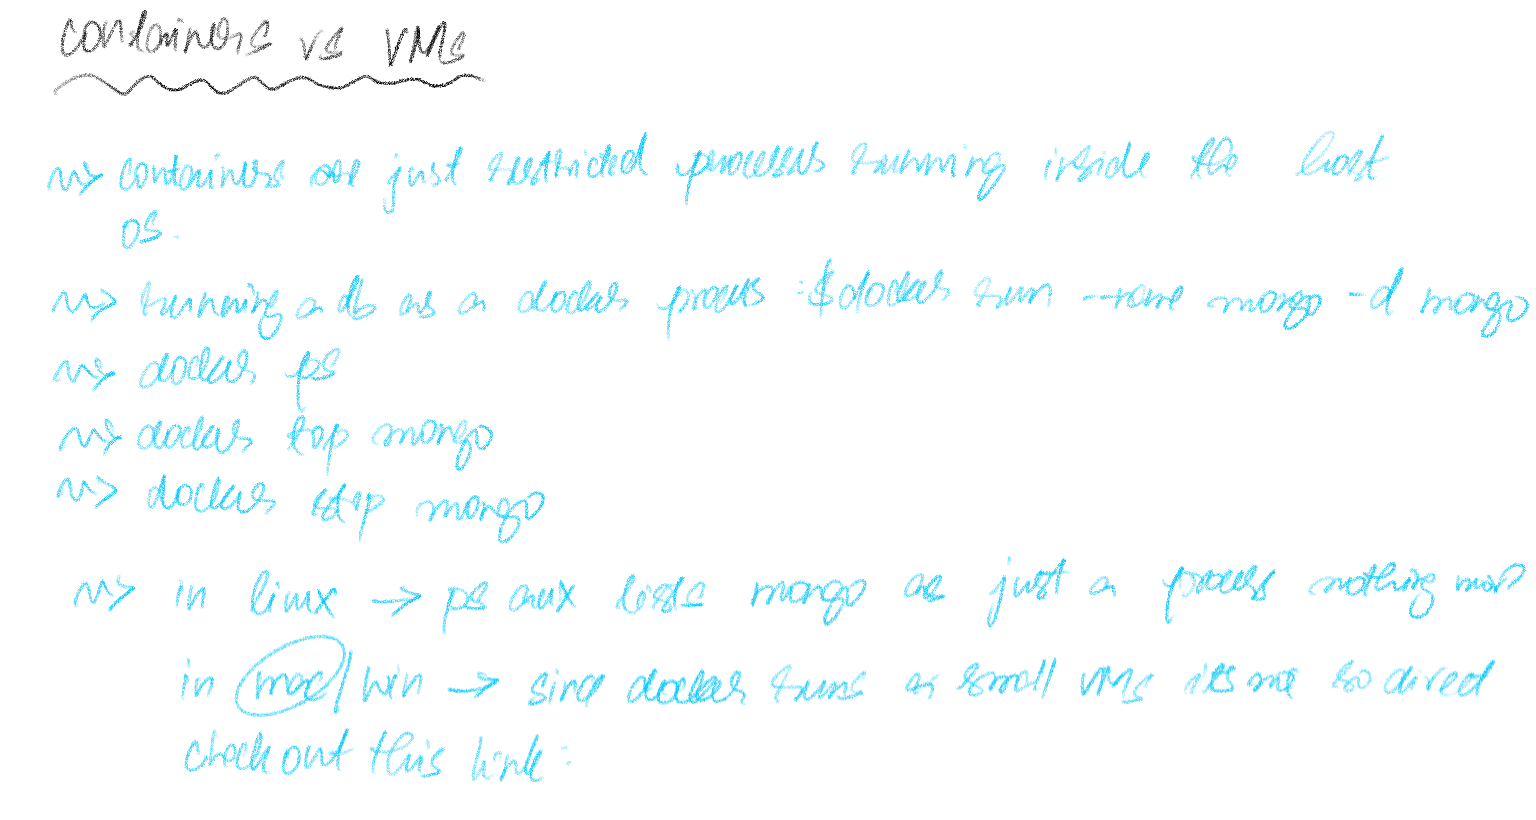 containers vs VMs
~> containers are just restricted processes running inside the host
OS.
~> running a db as a docker process : $docker run --name mongo -d mongo
~> docker ps
~> docker top mongo
~> docker stop mongo
~> in linux → ps aux lists mongo as just a process nothing more
in mac/win → since docker runs as small VMs its not so direct
check out this link: